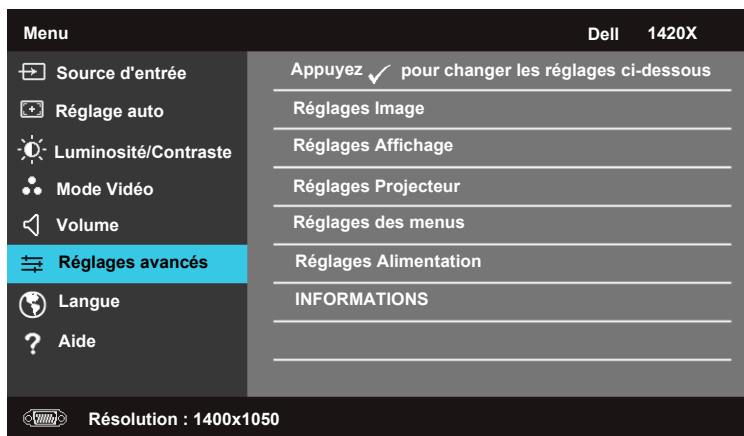 Menu
Dell 1420X
Source d'entrée
Réglage auto
Luminosité/Contraste
Mode Vidéo
Volume
Réglages avancés
Langue
? Aide
Appuyez ✓ pour changer les réglages ci-dessous
Réglages Image
Réglages Affichage
Réglages Projecteur
Réglages des menus
Réglages Alimentation
INFORMATIONS
Résolution : 1400x1050